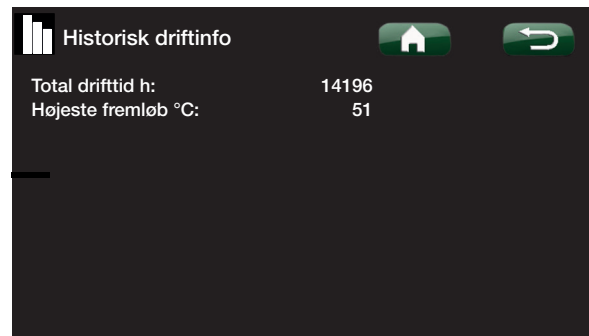 Historisk driftinfo
Total drifttid h: 14196
Højeste fremløb °C: 51